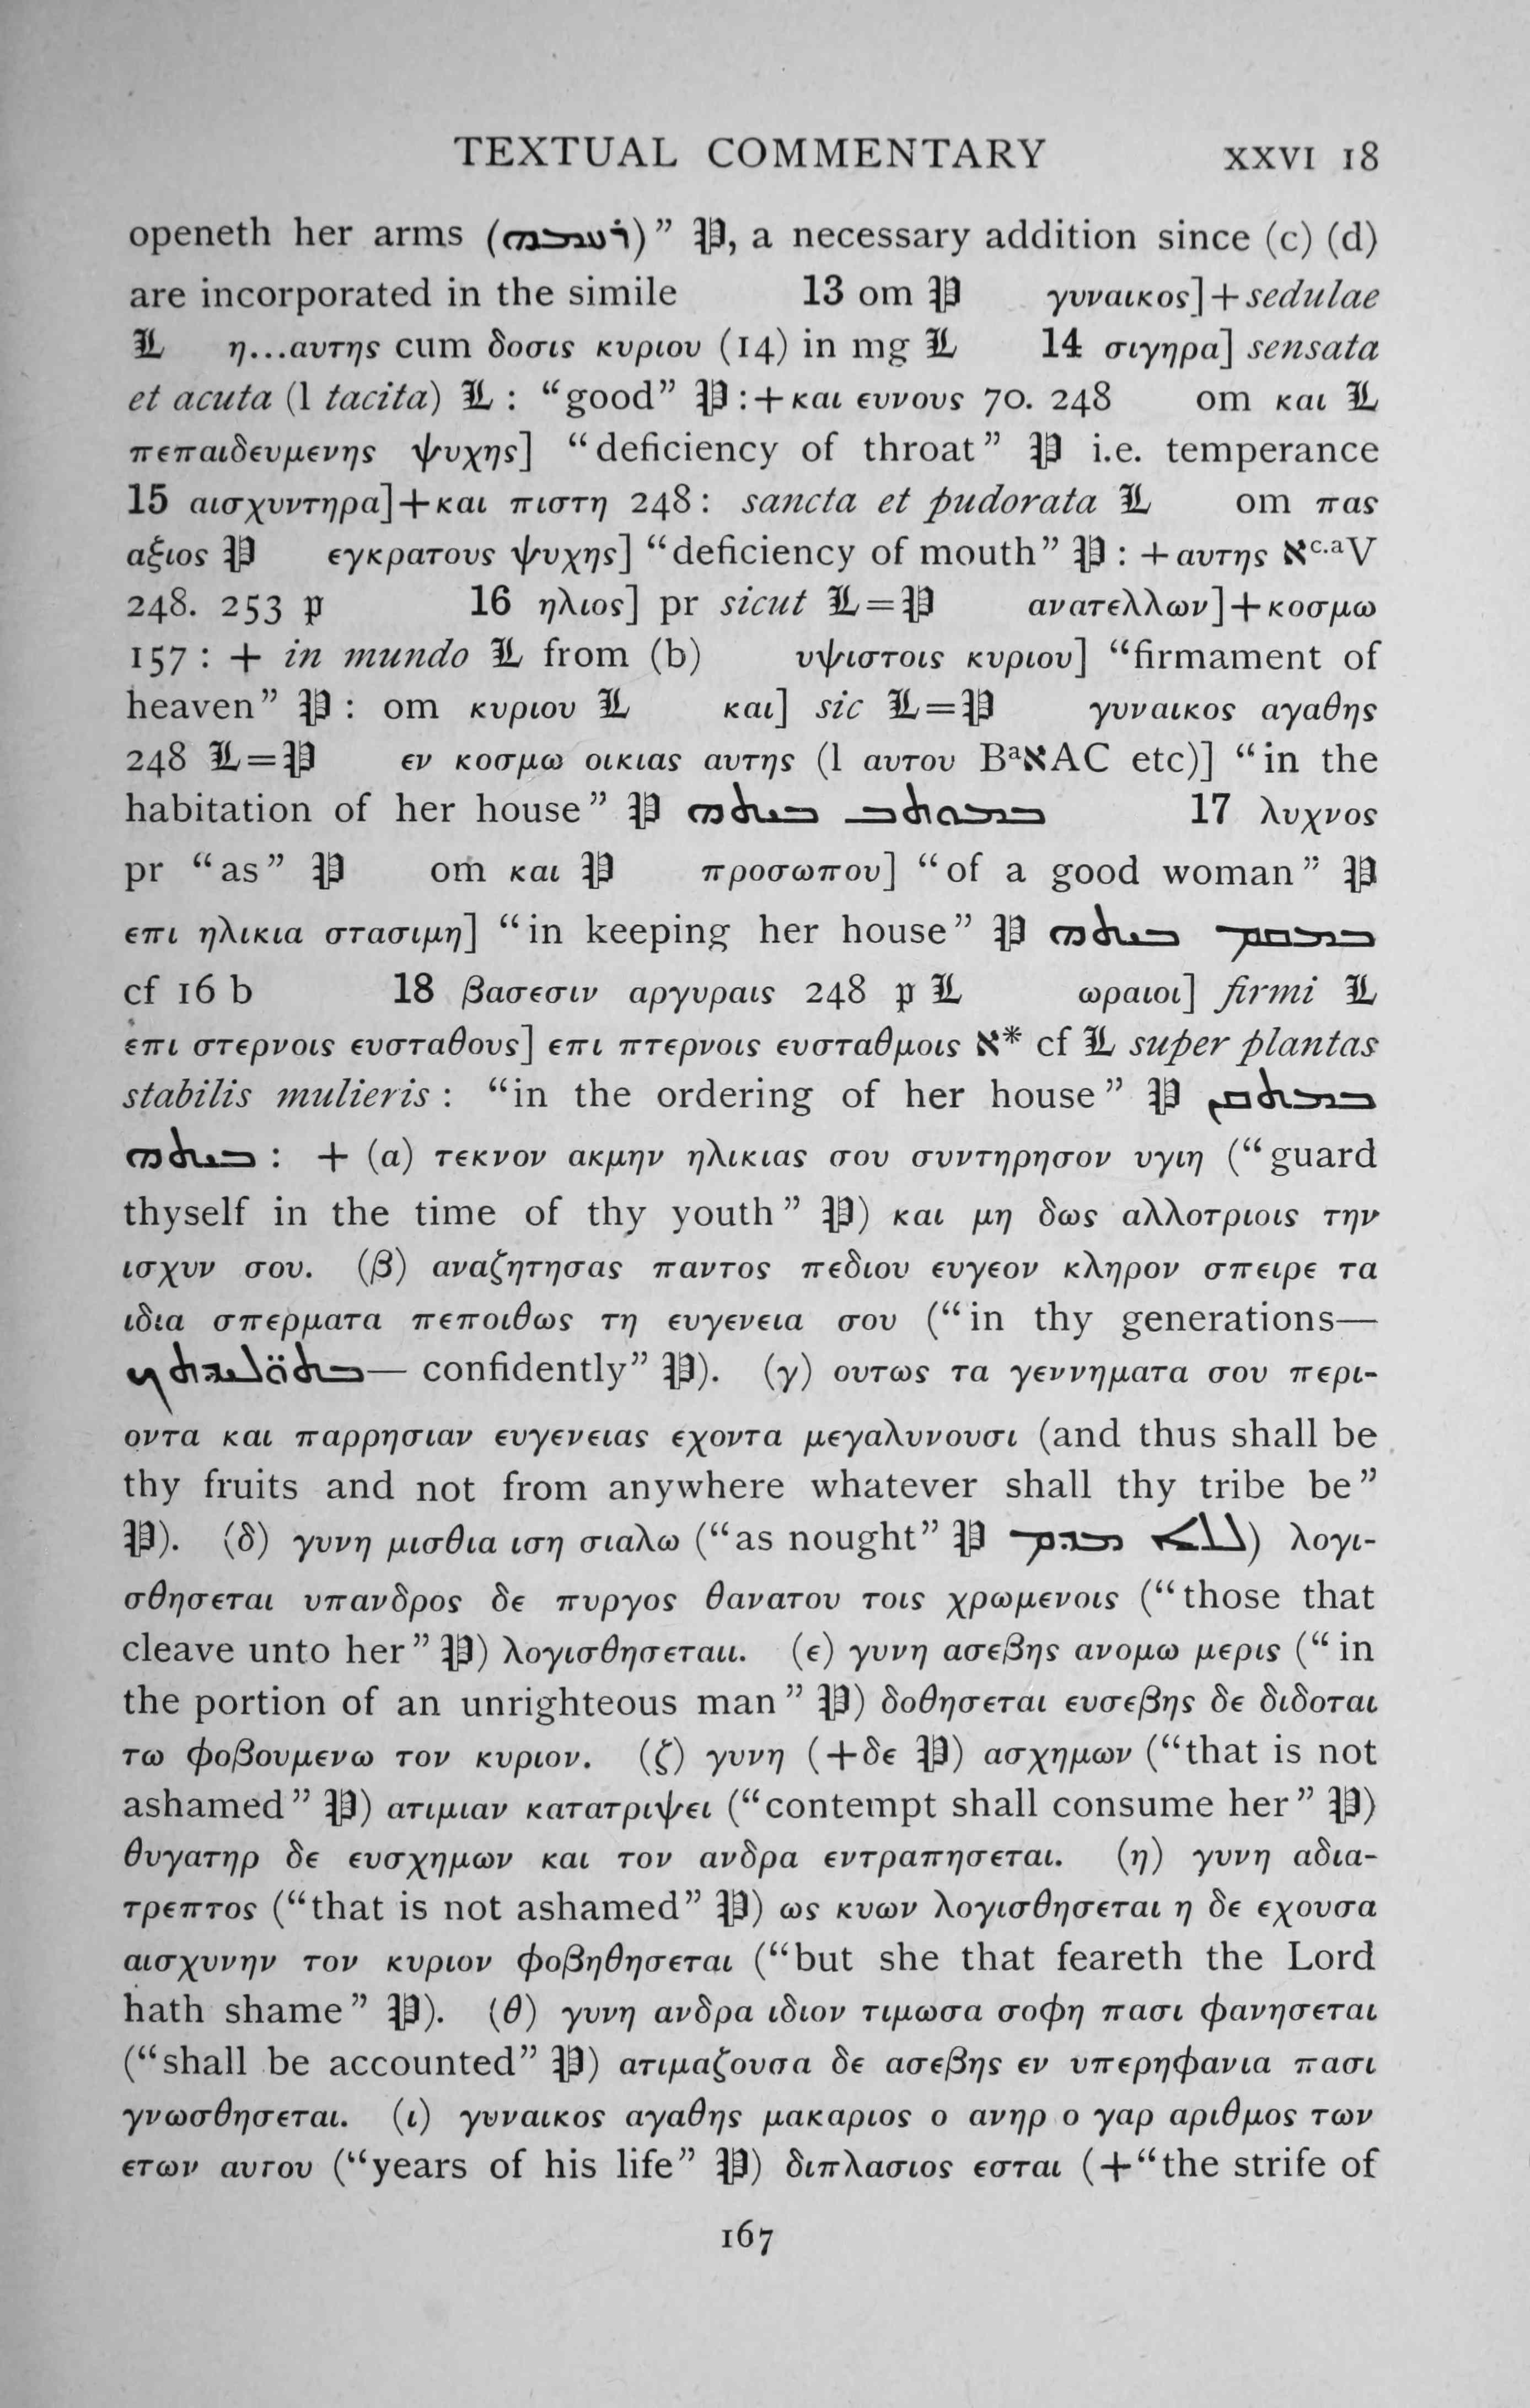 TEXTUAL COMMENTARY XXVI 18
openeth her arms ()” 𝔓, a necessary addition since (c) (d)
are incorporated in the simile 13 om 𝔓 γυναικος]+sedulae
𝕷 η...αυτης cum δοσις κυριου (14) in mg 𝕷 14 σιγηρα] sensata
et acuta (l tacita) 𝕷 : “good” 𝔓 :+και ευνους 70. 248 om και 𝕷
πεπαιδευμενης ψυχης] “deficiency of throat” 𝔓 i.e. temperance
15 αισχυντηρα]+και πιστη 248: sancta et pudorata 𝕷 om πας
αξιος 𝔓 εγκρατους ψυχης] “deficiency of mouth” 𝔓 : +αυτης ℵc.aV
248. 253 𝔭 16 ηλιος] pr sicut 𝕷=𝔓 ανατελλων]+κοσμω
157 : + in mundo 𝕷 from (b) υψιστοις κυριου] “firmament of
heaven” 𝔓 : om κυριου 𝕷 και] sic 𝕷=𝔓 γυναικος αγαθης
248 𝕷=𝔓 εν κοσμω οικιας αυτης (l αυτου BaℵAC etc)] “in the
habitation of her house” 𝔓 ܒܡܘܬܒ ܒܝܬܗ 17 λυχνος
pr “as” 𝔓 om και 𝔓 προσωπου] “of a good woman” 𝔓
επι ηλικια στασιμη] “in keeping her house” 𝔓 ܒܝܬܗ
cf 16 b 18 βασεσιν αργυραις 248 𝔭 𝕷 ωραιοι] firmi 𝕷
επι στερνοις ευσταθους] επι πτερνοις ευσταθμοις ℵ* cf 𝕷 super plantas
stabilis mulieris : “in the ordering of her house” 𝔓 ܒܡܬܩܢ
ܒܝܬܗ : + (α) τεκνον ακμην ηλικιας σου συντηρησον υγιη (“guard
thyself in the time of thy youth” 𝔓) και μη δως αλλοτριοις την
ισχυν σου. (β) αναζητησας παντος πεδιου ευγεον κληρον σπειρε τα
ιδια σπερματα πεποιθως τη ευγενεια σου (“in thy generations—
— confidently” 𝔓). (γ) ουτως τα γεννηματα σου περι-
οντα και παρρησιαν ευγενειας εχοντα μεγαλυνουσι (and thus shall be
thy fruits and not from anywhere whatever shall thy tribe be”
𝔓). (δ) γυνη μισθια ιση σιαλω (“as nought” 𝔓 ) λογι-
σθησεται υπανδρος δε πυργος θανατου τοις χρωμενοις (“those that
cleave unto her” 𝔓) λογισθησεταιι. (ε) γυνη ασεβης ανομω μερις (“in
the portion of an unrighteous man” 𝔓) δοθησεται ευσεβης δε διδοται
τω φοβουμενω τον κυριον. (ζ) γυνη (+δε 𝔓) ασχημων (“that is not
ashamed” 𝔓) ατιμιαν κατατριψει (“contempt shall consume her” 𝔓)
θυγατηρ δε ευσχημων και τον ανδρα εντραπησεται. (η) γυνη αδια-
τρεπτος (“that is not ashamed” 𝔓) ως κυων λογισθησεται η δε εχουσα
αισχυνην τον κυριον φοβηθησεται (“but she that feareth the Lord
hath shame” 𝔓). (θ) γυνη ανδρα ιδιον τιμωσα σοφη πασι φανησεται
(“shall be accounted” 𝔓) ατιμαζουσα δε ασεβης εν υπερηφανια πασι
γνωσθησεται. (ι) γυναικος αγαθης μακαριος ο ανηρ ο γαρ αριθμος των
ετων αυτου (“years of his life” 𝔓) διπλασιος εσται (+“the strife of
167